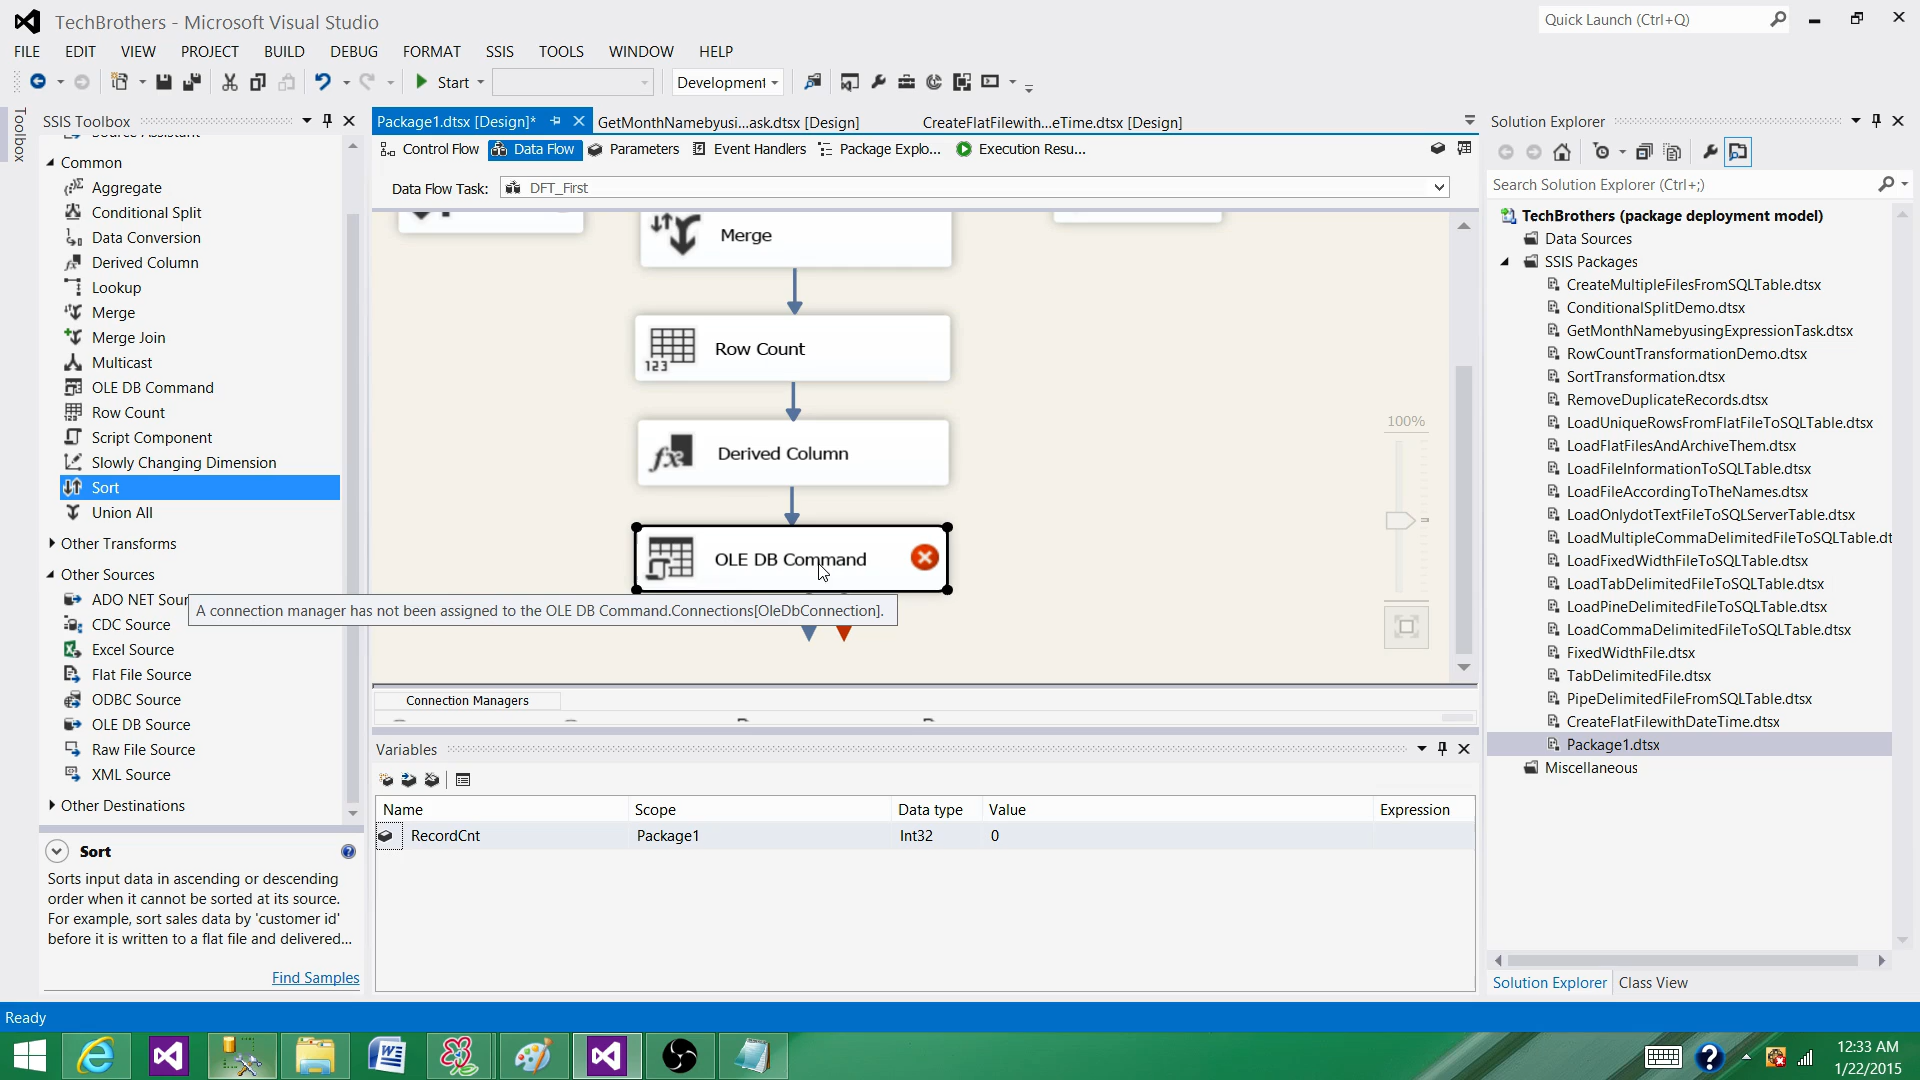 TechBrothers - Microsoft Visual Studio
Quick Launch (Ctrl+Q)
FILE EDIT VIEW PROJECT BUILD DEBUG FORMAT SSIS TOOLS WINDOW HELP
Start
Development
Toolbox
SSIS Toolbox
Common
Aggregate
Conditional Split
Data Conversion
Derived Column
Lookup
Merge
Merge Join
Multicast
OLE DB Command
Row Count
Script Component
Slowly Changing Dimension
Sort
Union All
Other Transforms
Other Sources
ADO NET Sour
CDC Source
Excel Source
Flat File Source
ODBC Source
OLE DB Source
Raw File Source
XML Source
Other Destinations
Sort
Sorts input data in ascending or descending
order when it cannot be sorted at its source.
For example, sort sales data by 'customer id'
before it is written to a flat file and delivered...
Find Samples
Package1.dtsx [Design]*
GetMonthNamebyusi...ask.dtsx [Design]
CreateFlatFilewith...eTime.dtsx [Design]
Control Flow
Data Flow
Parameters
Event Handlers
Package Explo...
Execution Resu...
Data Flow Task: DFT_First
Merge
Row Count
123
Derived Column
fx
OLE DB Command
A connection manager has not been assigned to the OLE DB Command.Connections[OleDbConnection].
100%
Connection Managers
Variables
Name Scope Data type Value Expression
RecordCnt Package1 Int32 0
Solution Explorer
Search Solution Explorer (Ctrl+;)
TechBrothers (package deployment model)
Data Sources
SSIS Packages
CreateMultipleFilesFromSQLTable.dtsx
ConditionalSplitDemo.dtsx
GetMonthNamebyusingExpressionTask.dtsx
RowCountTransformationDemo.dtsx
SortTransformation.dtsx
RemoveDuplicateRecords.dtsx
LoadUniqueRowsFromFlatFileToSQLTable.dtsx
LoadFlatFilesAndArchiveThem.dtsx
LoadFileInformationToSQLTable.dtsx
LoadFileAccordingToTheNames.dtsx
LoadOnlydotTextFileToSQLServerTable.dtsx
LoadMultipleCommaDelimitedFileToSQLTable.dt
LoadFixedWidthFileToSQLTable.dtsx
LoadTabDelimitedFileToSQLTable.dtsx
LoadPineDelimitedFileToSQLTable.dtsx
LoadCommaDelimitedFileToSQLTable.dtsx
FixedWidthFile.dtsx
TabDelimitedFile.dtsx
PipeDelimitedFileFromSQLTable.dtsx
CreateFlatFilewithDateTime.dtsx
Package1.dtsx
Miscellaneous
Solution Explorer Class View
Ready
12:33 AM
1/22/2015